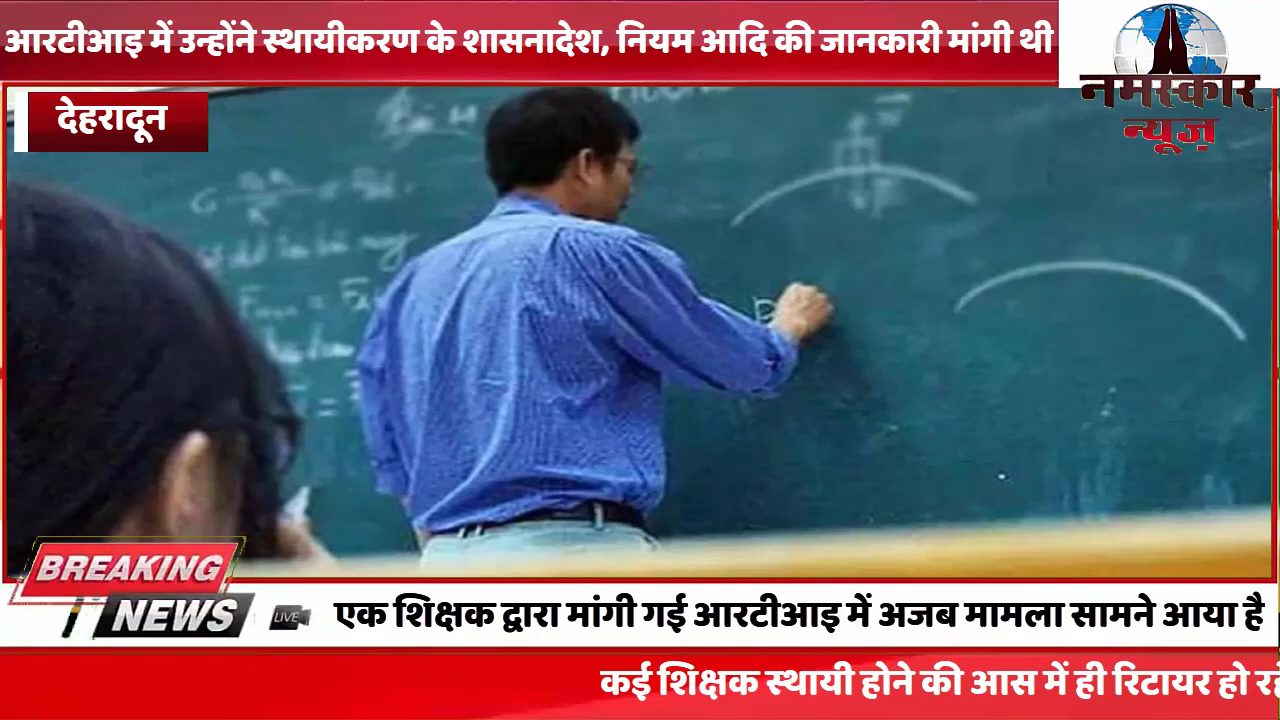 आरटीआइ में उन्होंने स्थायीकरण के शासनादेश, नियम आदि की जानकारी मांगी थी
नमस्कार
न्यूज़
देहरादून
BREAKING
NEWS
LIVE
एक शिक्षक द्वारा मांगी गई आरटीआइ में अजब मामला सामने आया है
कई शिक्षक स्थायी होने की आस में ही रिटायर हो रहे